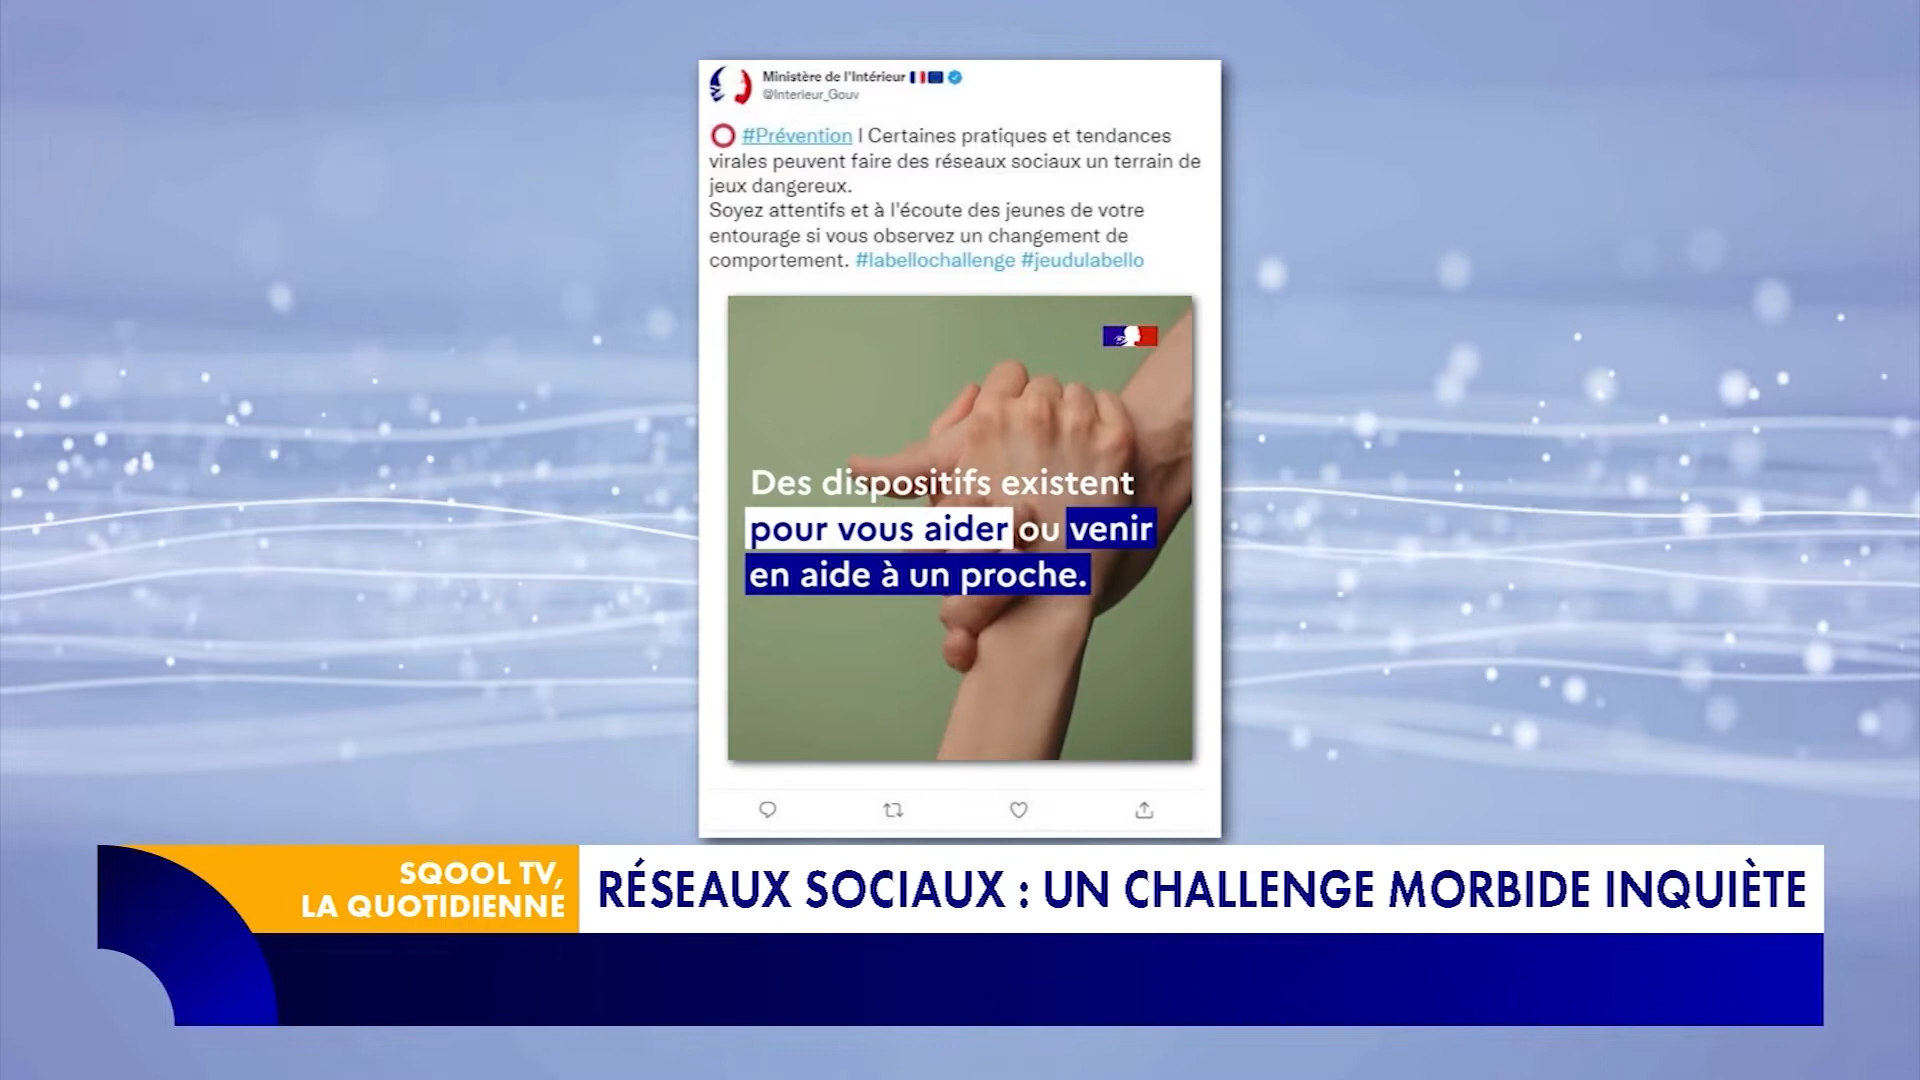 Ministère de l'Intérieur
@Interieur_Gouv
#Prévention I Certaines pratiques et tendances
virales peuvent faire des réseaux sociaux un terrain de
jeux dangereux.
Soyez attentifs et à l'écoute des jeunes de votre
entourage si vous observez un changement de
comportement. #labellochallenge #jeudulabello
Des dispositifs existent
pour vous aider ou venir
en aide à un proche.
SQOOL TV,
LA QUOTIDIENNE
RÉSEAUX SOCIAUX : UN CHALLENGE MORBIDE INQUIÈTE